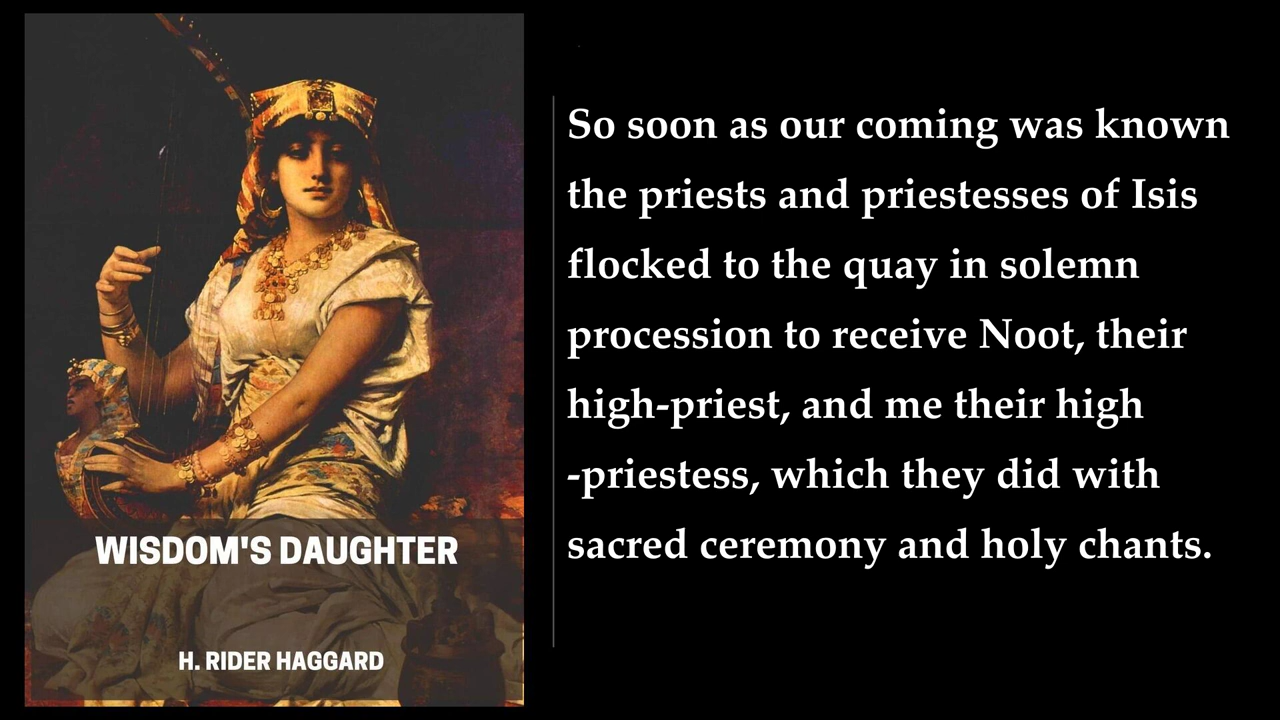 WISDOM'S DAUGHTER
H. RIDER HAGGARD
So soon as our coming was known
the priests and priestesses of Isis
flocked to the quay in solemn
procession to receive Noot, their
high-priest, and me their high
-priestess, which they did with
sacred ceremony and holy chants.